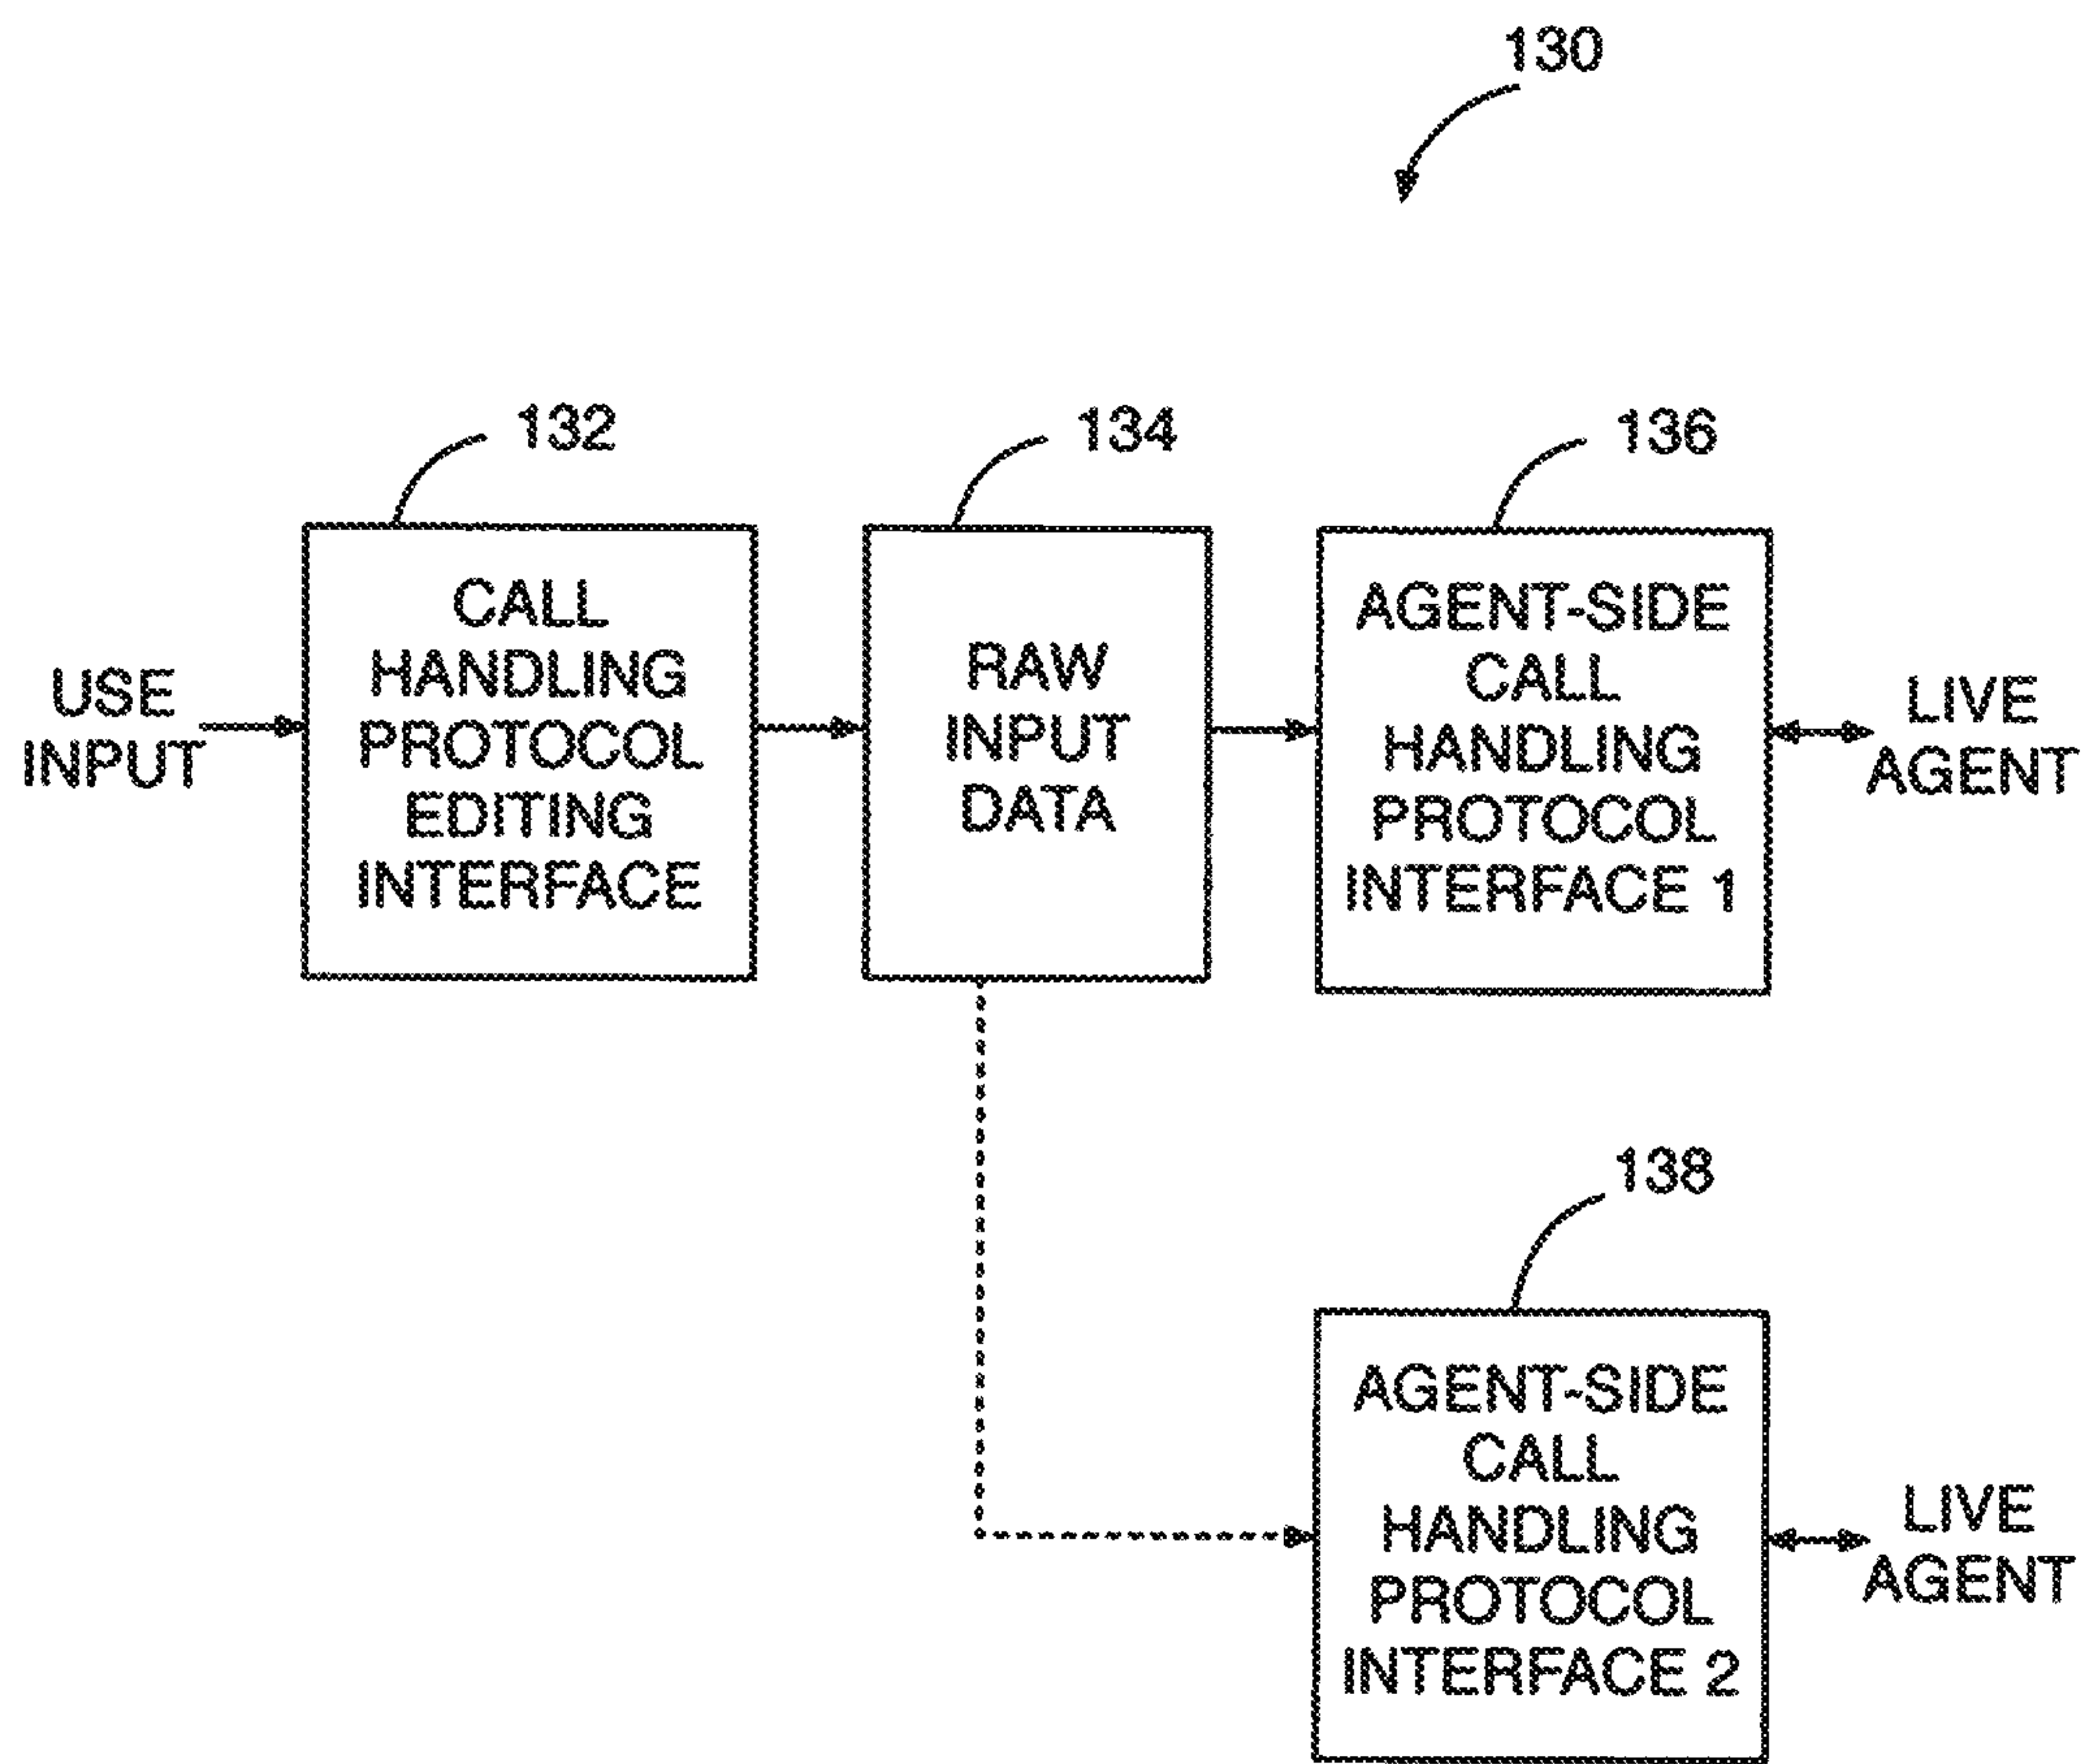 130
132
134
136
USE
INPUT
CALL
HANDLING
PROTOCOL
EDITING
INTERFACE
RAW
INPUT
DATA
AGENT-SIDE
CALL
HANDLING
PROTOCOL
INTERFACE 1
LIVE
AGENT
138
AGENT-SIDE
CALL
HANDLING
PROTOCOL
INTERFACE 2
LIVE
AGENT